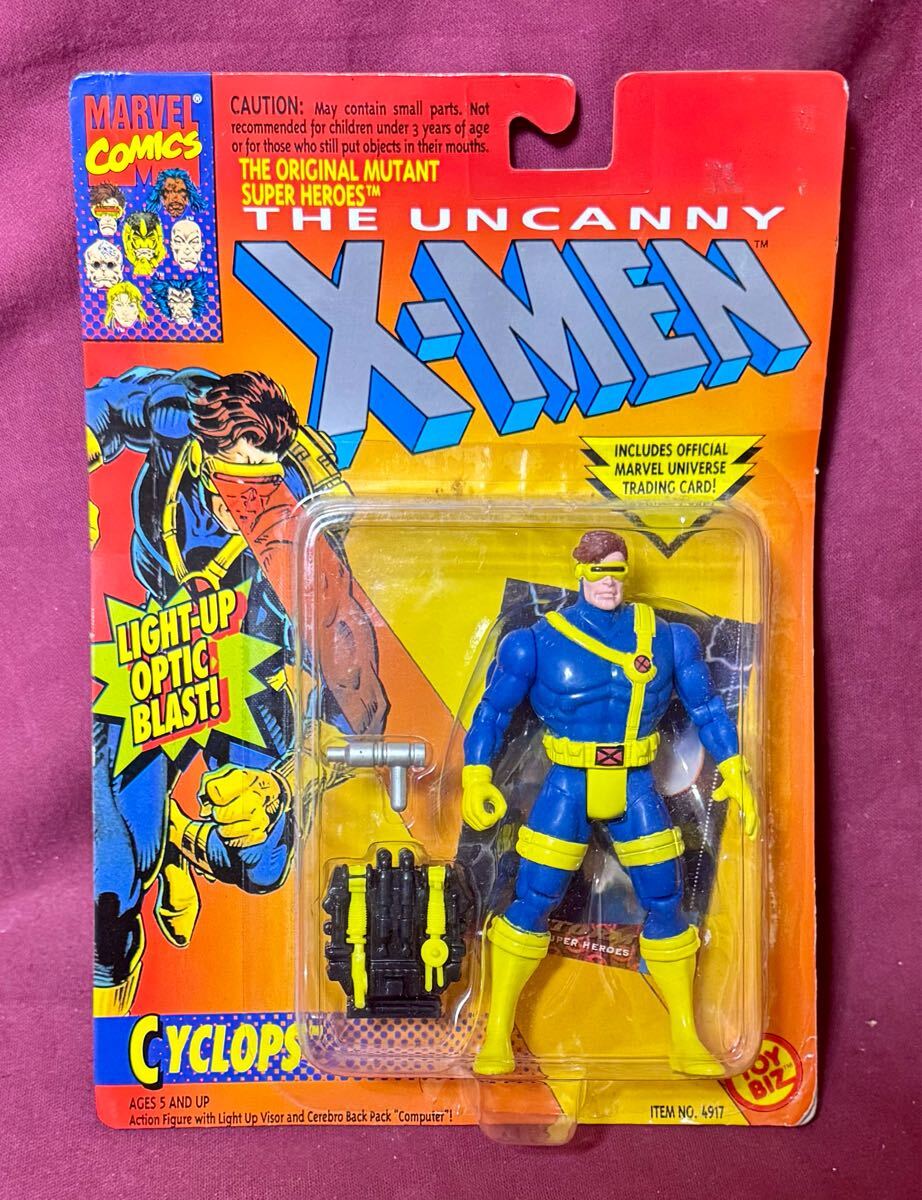 MARVEL®
COMICS
CAUTION: May contain small parts. Not
recommended for children under 3 years of age
or for those who still put objects in their mouths.
THE ORIGINAL MUTANT
SUPER HEROES™
THE UNCANNY
X-MEN™
INCLUDES OFFICIAL
MARVEL UNIVERSE
TRADING CARD!
LIGHT-UP
OPTIC
BLAST!
SUPER HEROES
CYCLOPS
TOY
BIZ™
AGES 5 AND UP
Action Figure with Light Up Visor and Cerebro Back Pack "Computer"!
ITEM NO. 4917